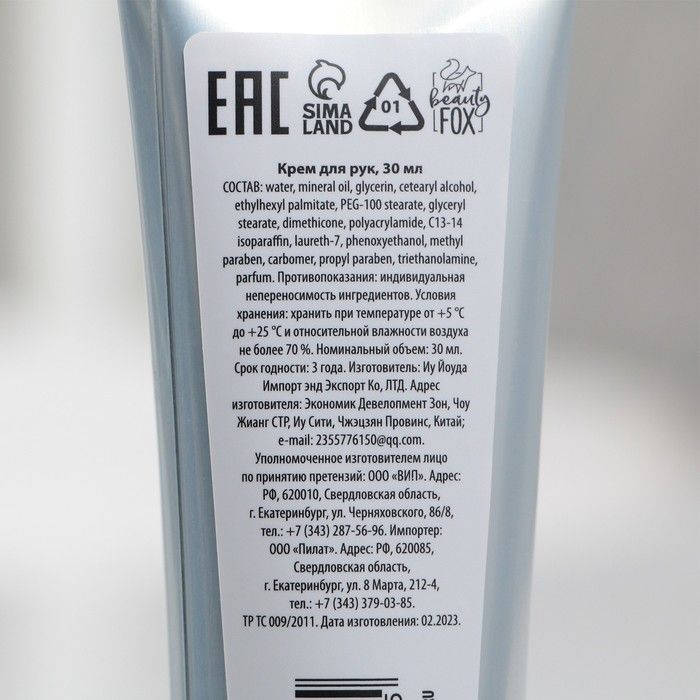 EAC
SIMA
LAND
01
beauty
FOX
Крем для рук, 30 мл
СОСТАВ: water, mineral oil, glycerin, cetearyl alcohol,
ethylhexyl palmitate, PEG-100 stearate, glyceryl
stearate, dimethicone, polyacrylamide, C13-14
isoparaffin, laureth-7, phenoxyethanol, methyl
paraben, carbomer, propyl paraben, triethanolamine,
parfum. Противопоказания: индивидуальная
непереносимость ингредиентов. Условия
хранения: хранить при температуре от +5 °C
до +25 °C и относительной влажности воздуха
не более 70 %. Номинальный объем: 30 мл.
Срок годности: 3 года. Изготовитель: Иу Йоуда
Импорт энд Экспорт Ко, ЛТД. Адрес
изготовителя: Экономик Девелопмент Зон, Чоу
Жианг СТР, Иу Сити, Чжэцзян Провинс, Китай;
e-mail: 2355776150@qq.com.
Уполномоченное изготовителем лицо
по принятию претензий: ООО «ВИП». Адрес:
РФ, 620010, Свердловская область,
г. Екатеринбург, ул. Черняховского, 86/8,
тел.: +7 (343) 287-56-96. Импортер:
ООО «Пилат». Адрес: РФ, 620085,
Свердловская область,
г. Екатеринбург, ул. 8 Марта, 212-4,
тел.: +7 (343) 379-03-85.
ТР ТС 009/2011. Дата изготовления: 02.2023.